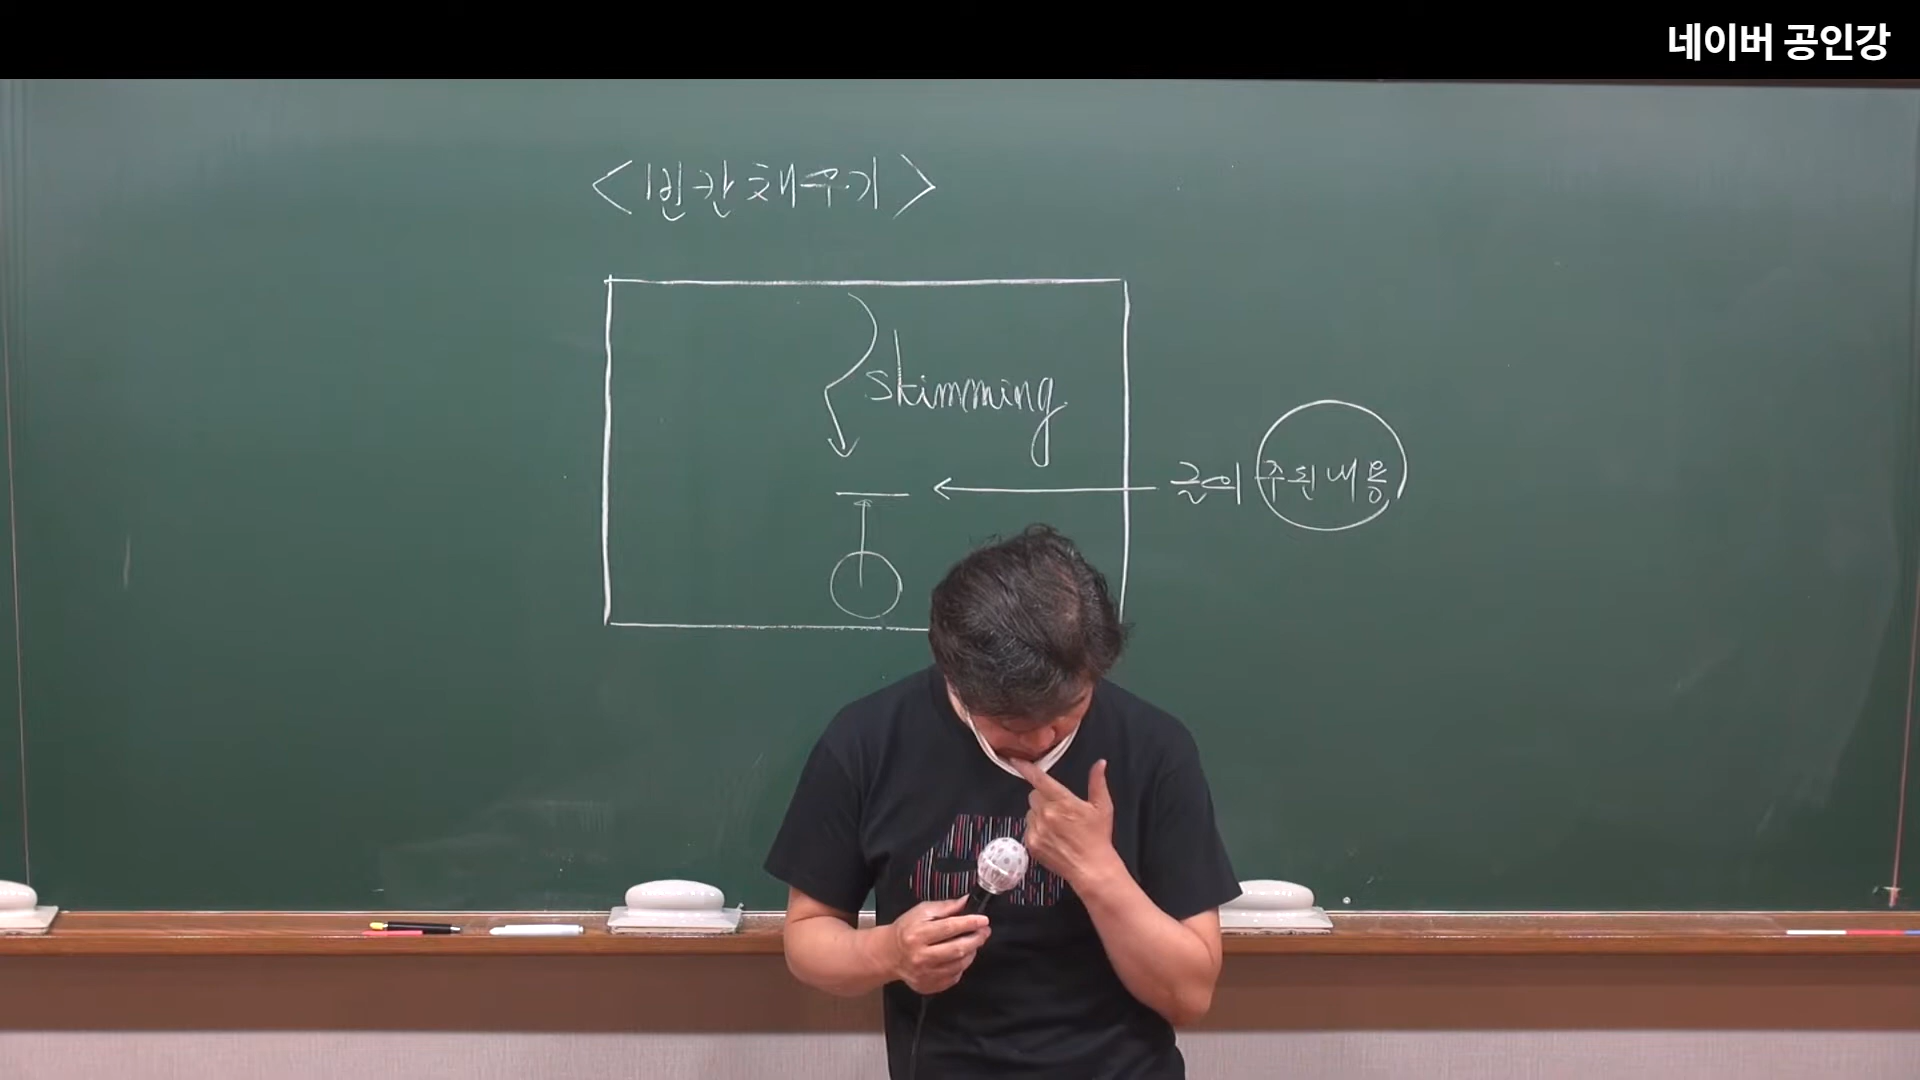 네이버 공인강
<빈칸채우기>
skimming
글의 주된내용